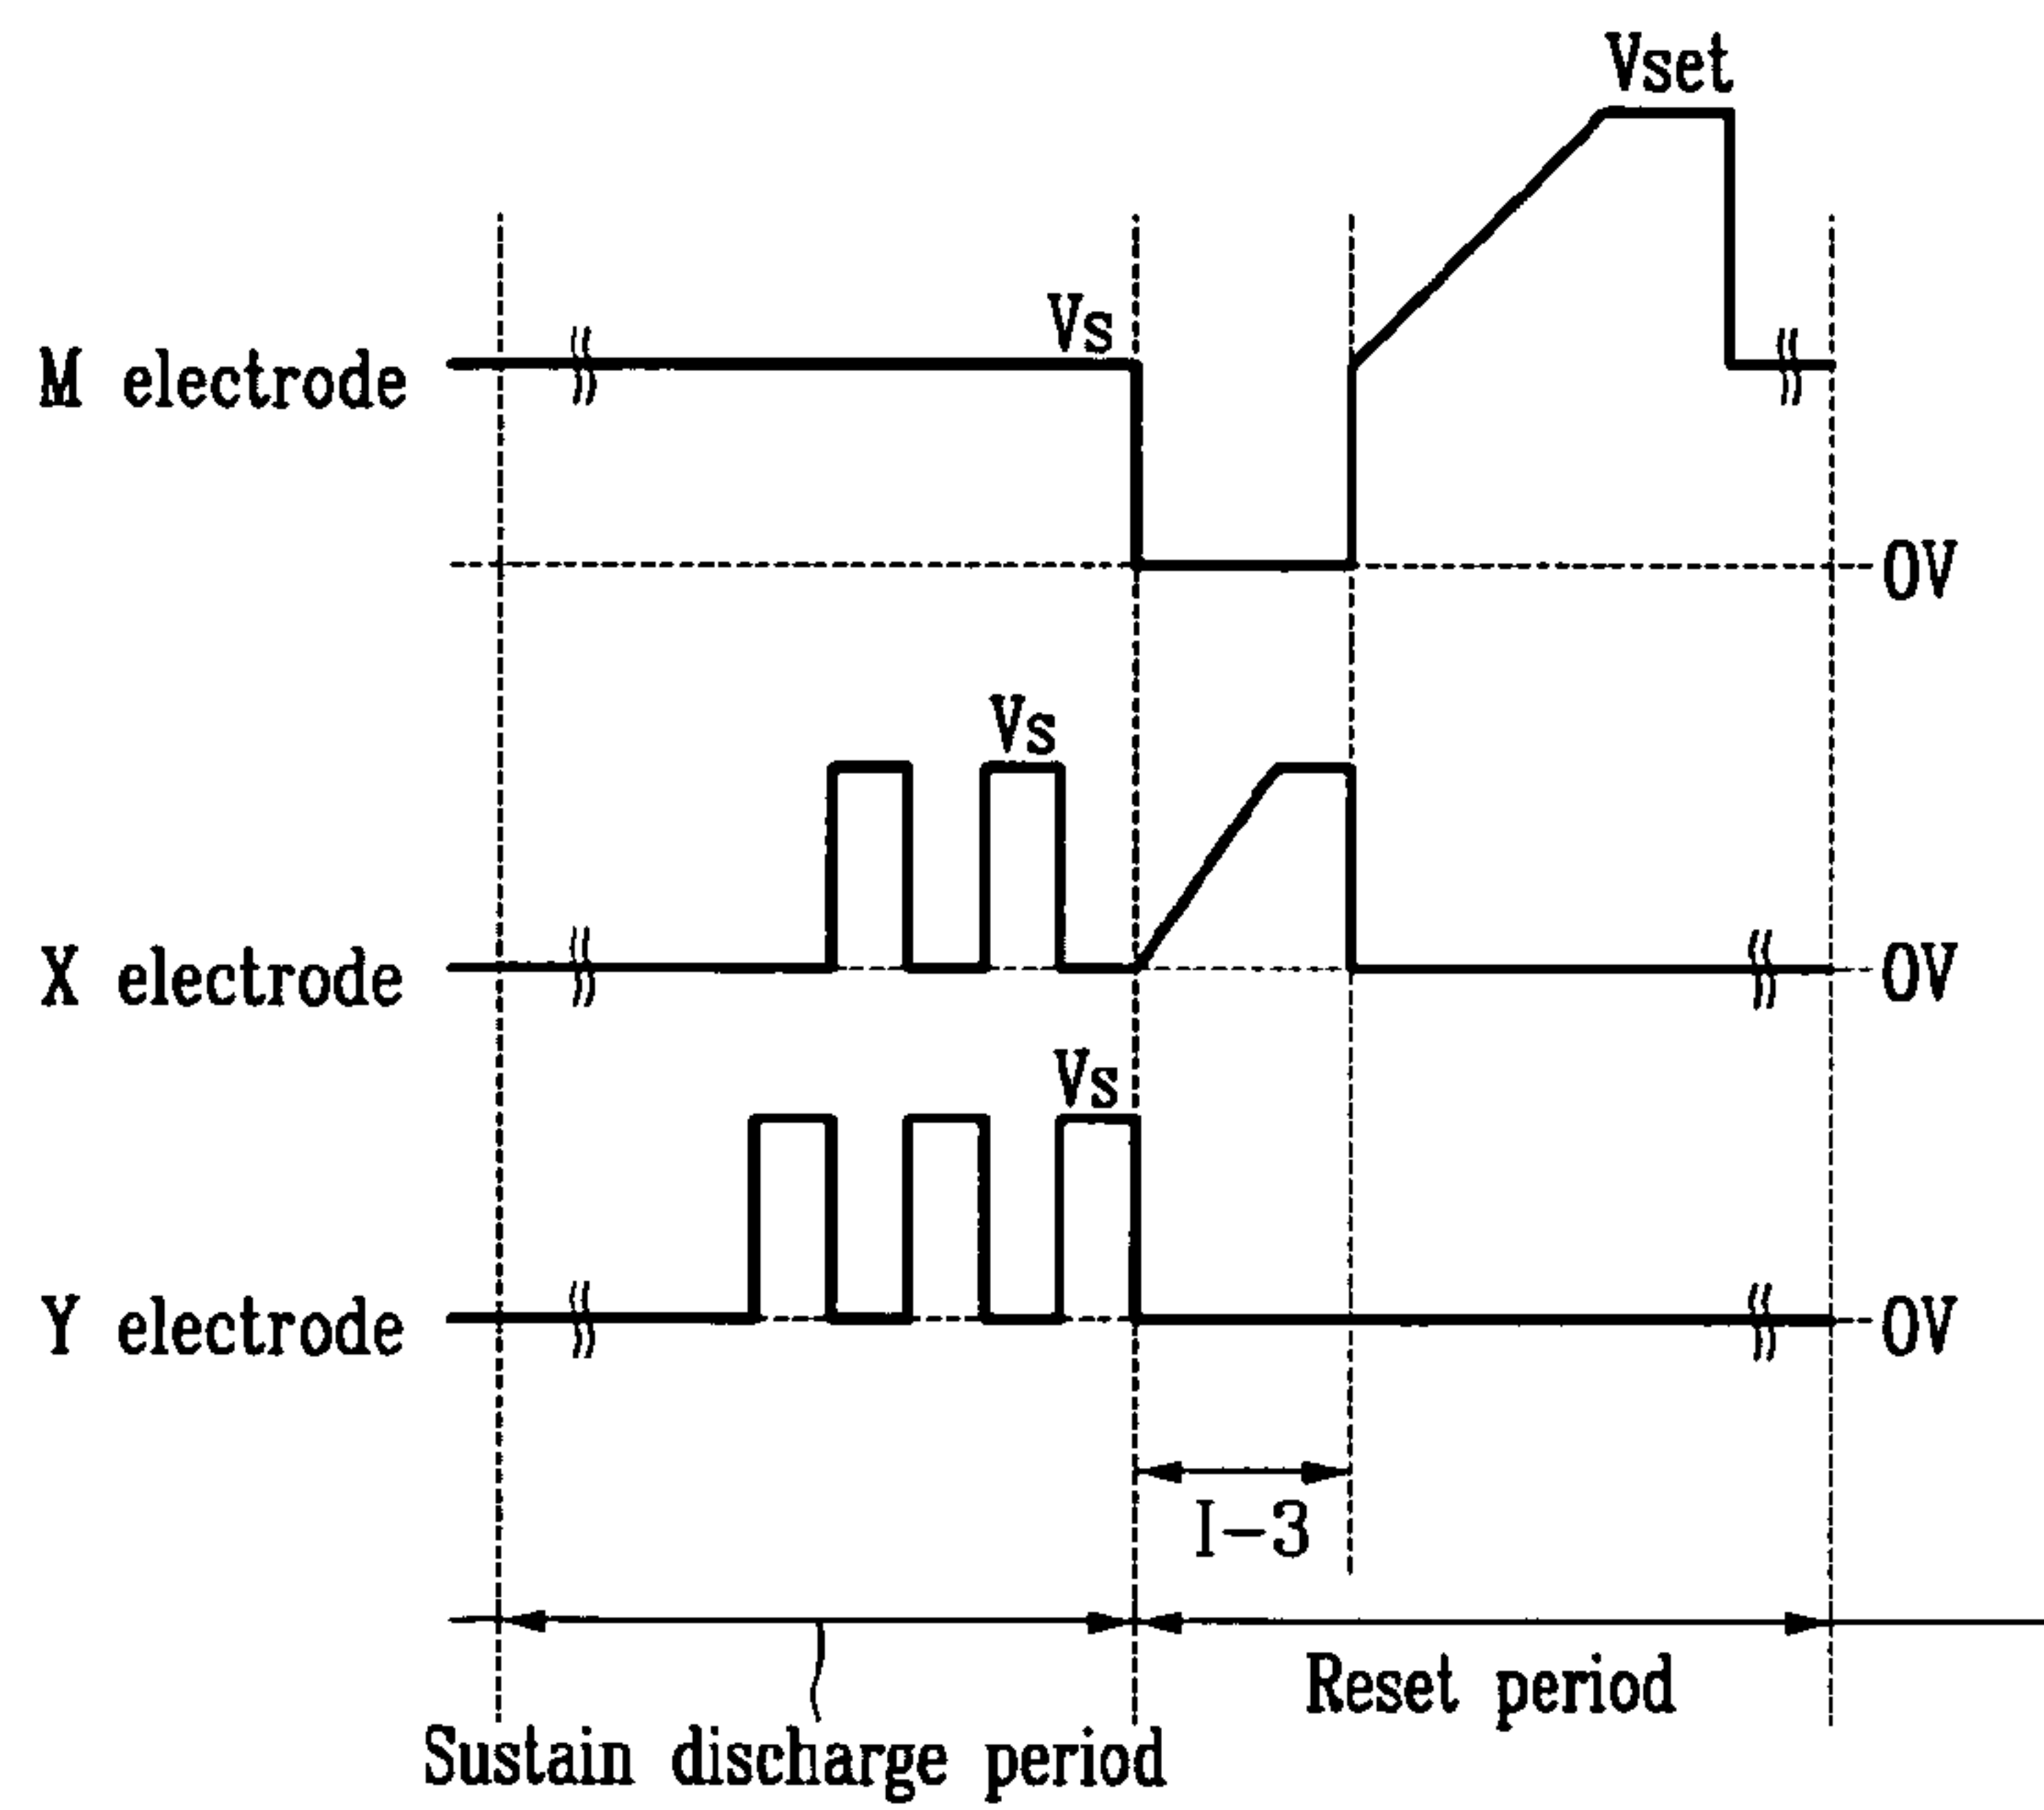 Vset
Vs
M electrode
0V
Vs
X electrode
0V
Vs
Y electrode
0V
I-3
Reset period
Sustain discharge period